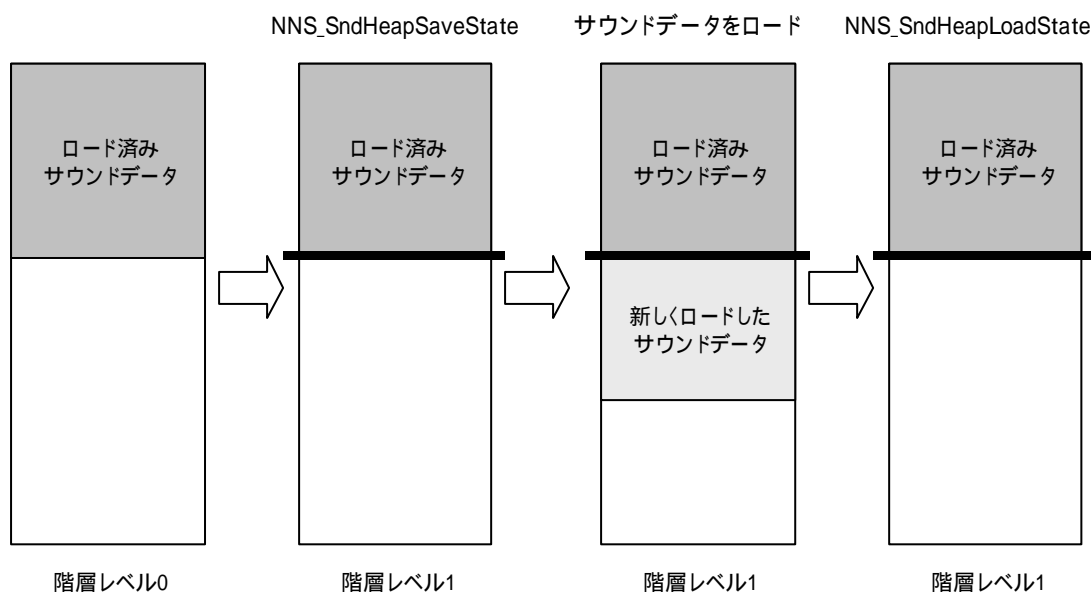 NNS_SndHeapSaveState
サウンドデータをロード
NNS_SndHeapLoadState
ロード済み
サウンドデータ
ロード済み
サウンドデータ
ロード済み
サウンドデータ
ロード済み
サウンドデータ
新しくロードした
サウンドデータ
階層レベル0
階層レベル1
階層レベル1
階層レベル1